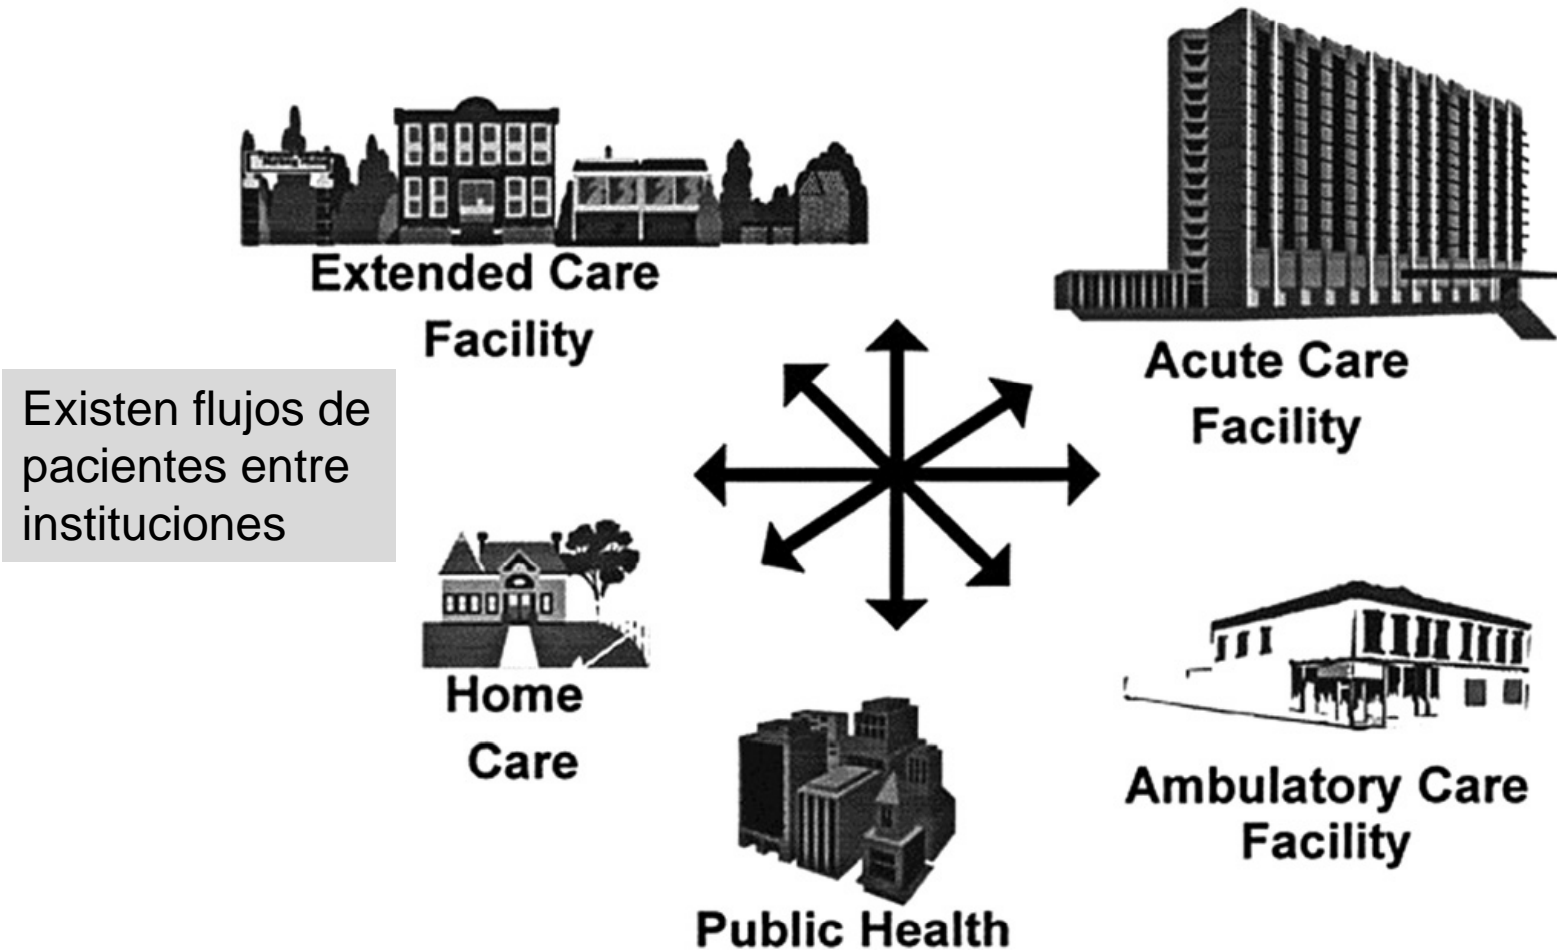 Extended Care
Facility
Acute Care
Facility
Existen flujos de
pacientes entre
instituciones
Home
Care
Ambulatory Care
Facility
Public Health